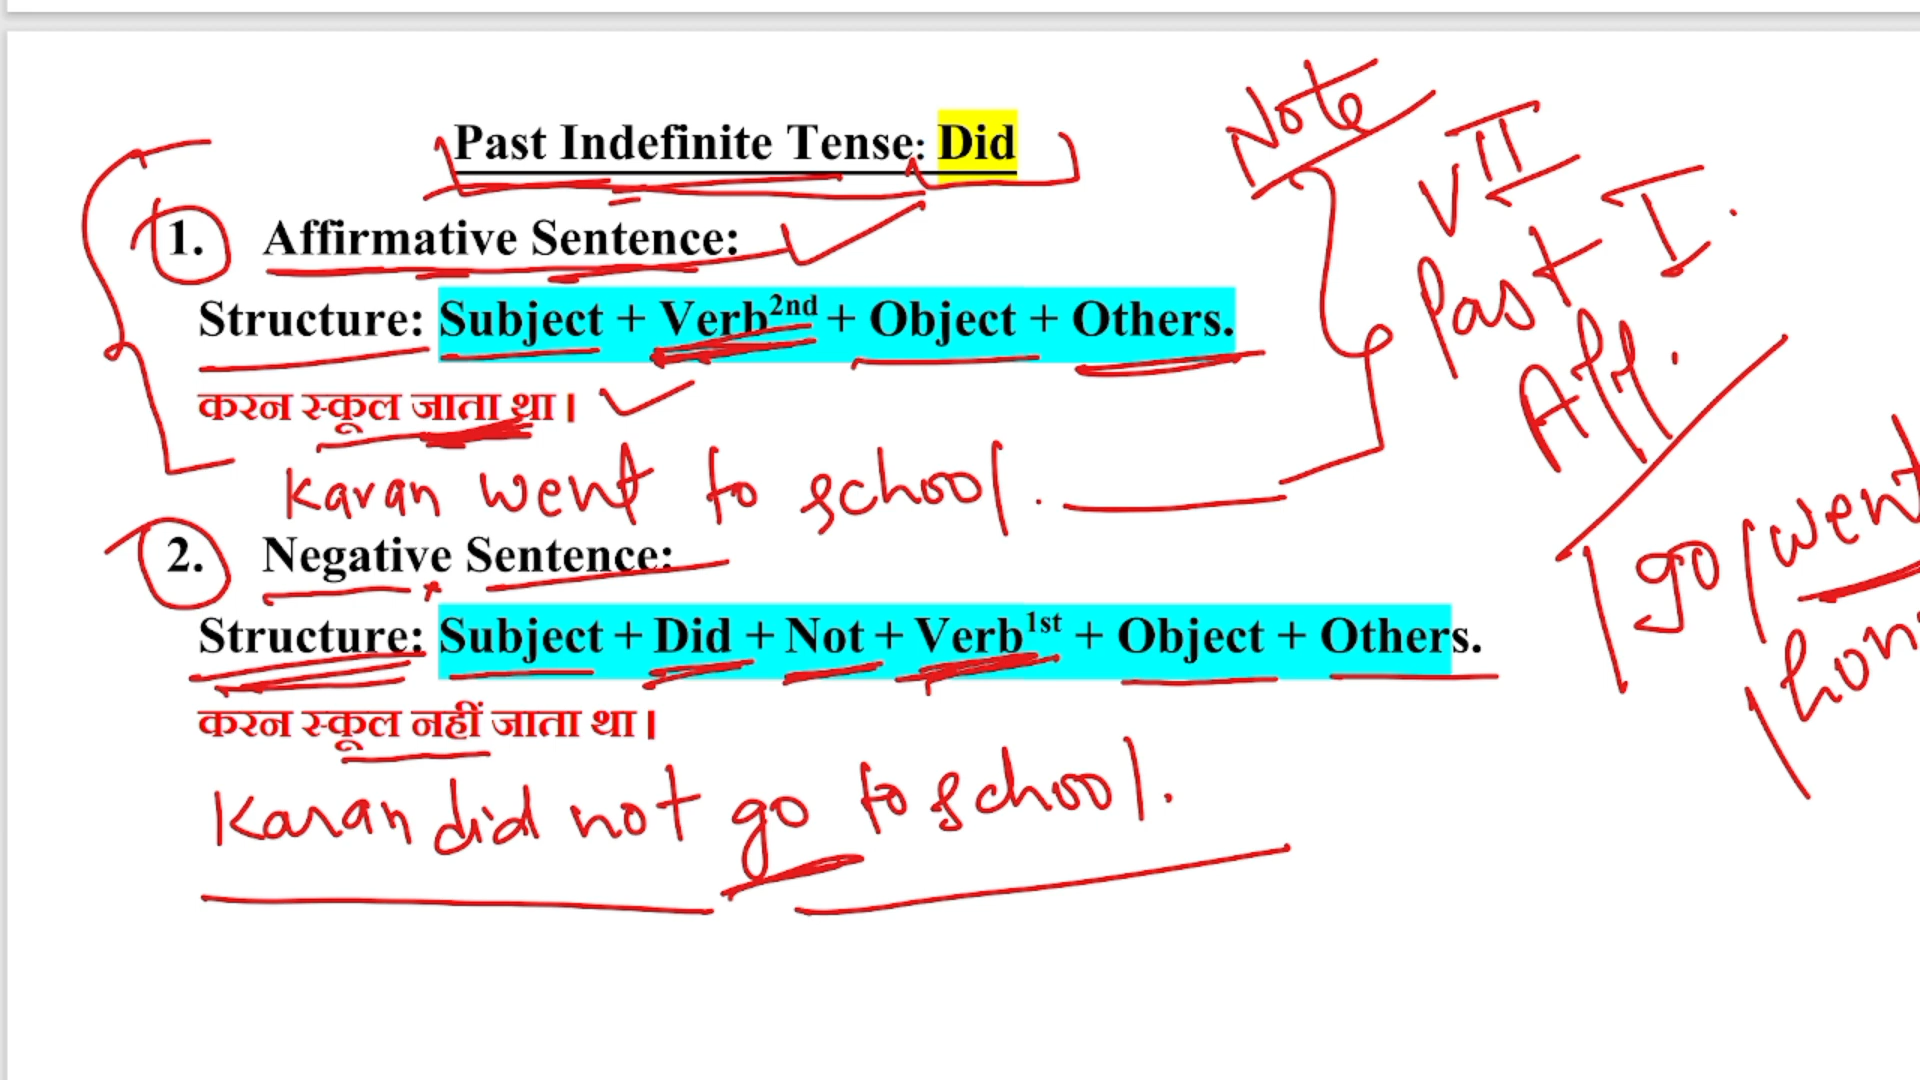 Past Indefinite Tense: Did
1. Affirmative Sentence:
Structure: Subject + Verb2nd + Object + Others.
करन स्कूल जाता था।
Karan went to school.
2. Negative Sentence:
Structure: Subject + Did + Not + Verb1st + Object + Others.
करन स्कूल नहीं जाता था।
Karan did not go to school.
Note
V II
Past I.
Aff.
go/went